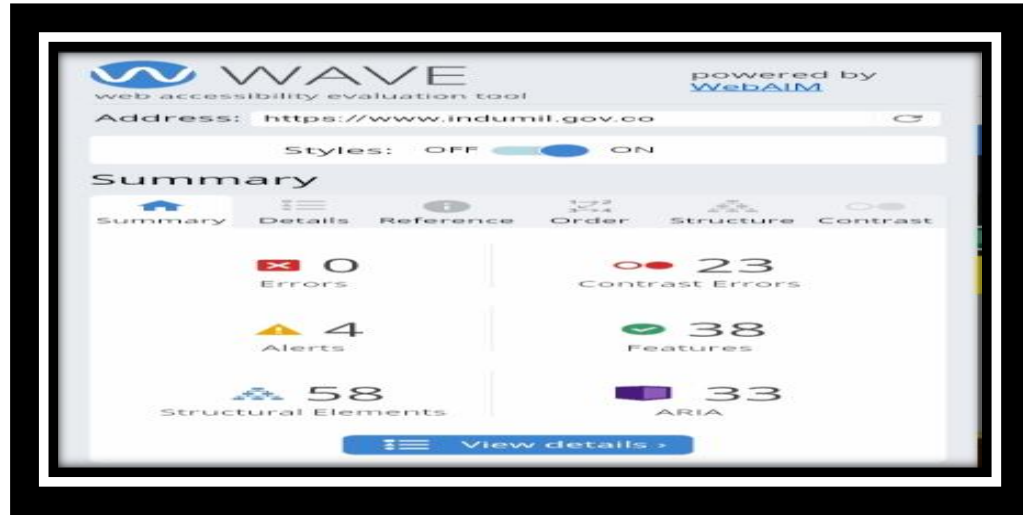 WAVE
powered by
WebAIM
web accessibility evaluation tool
Address: https://www.indumil.gov.co
Styles: OFF ON
Summary
Summary Details Reference Order Structure Contrast
0 Errors
23 Contrast Errors
4 Alerts
38 Features
58 Structural Elements
33 ARIA
View details ›